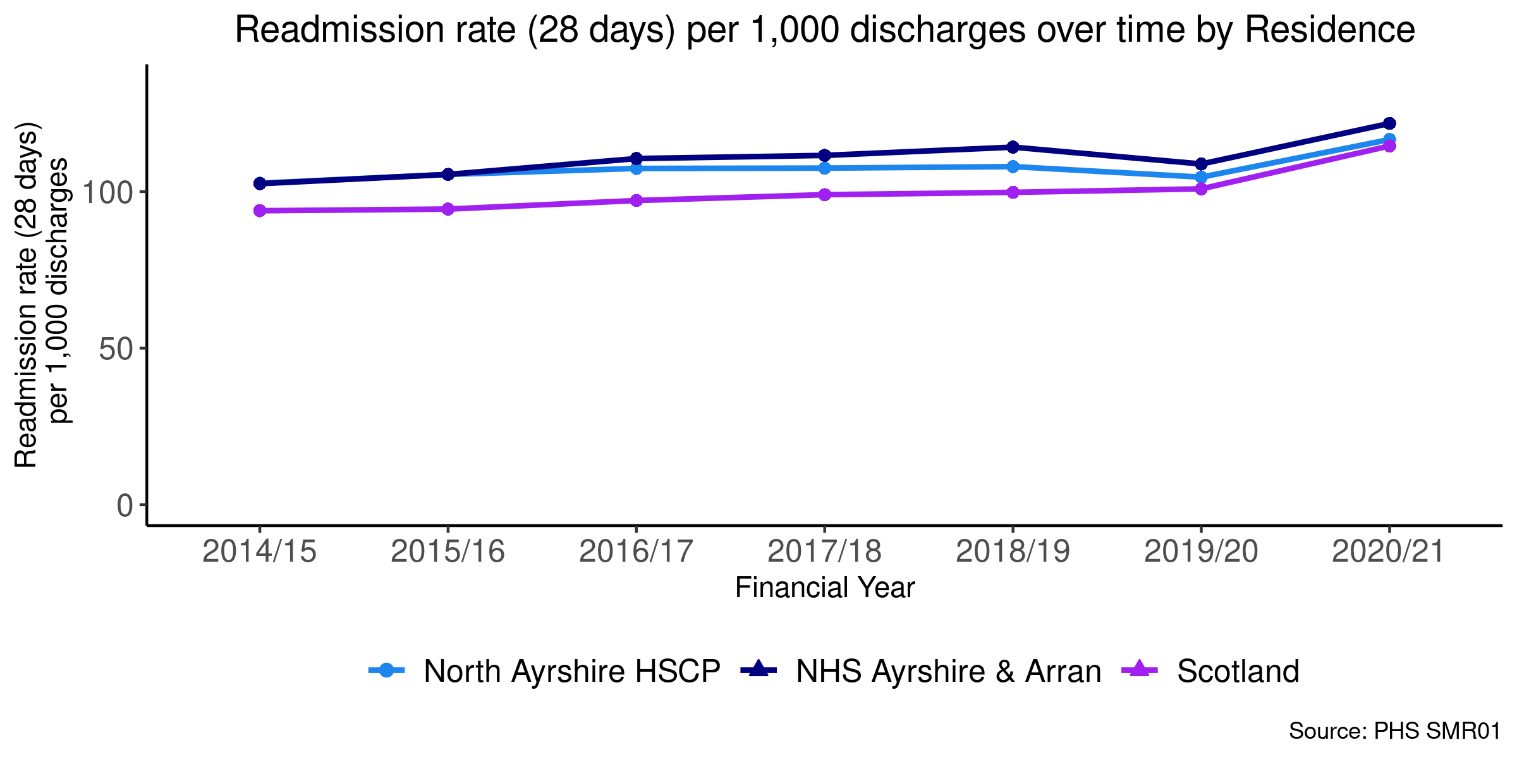 Readmission rate (28 days) per 1,000 discharges over time by Residence
Readmission rate (28 days)
per 1,000 discharges
100
50
0
2014/15 2015/16 2016/17 2017/18 2018/19 2019/20 2020/21
Financial Year
North Ayrshire HSCP NHS Ayrshire & Arran Scotland
Source: PHS SMR01